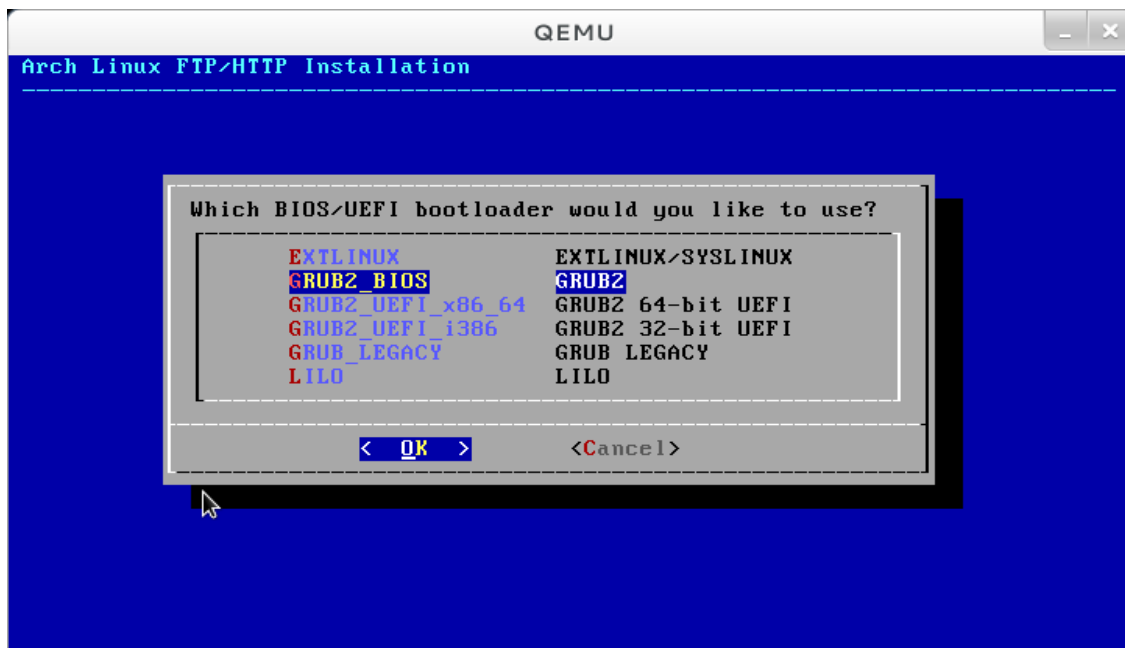 QEMU
Arch Linux FTP/HTTP Installation
Which BIOS/UEFI bootloader would you like to use?
EXTLINUX EXTLINUX/SYSLINUX
GRUB2_BIOS GRUB2
GRUB2_UEFI_x86_64 GRUB2 64-bit UEFI
GRUB2_UEFI_i386 GRUB2 32-bit UEFI
GRUB_LEGACY GRUB LEGACY
LILO LILO
< OK > <Cancel>